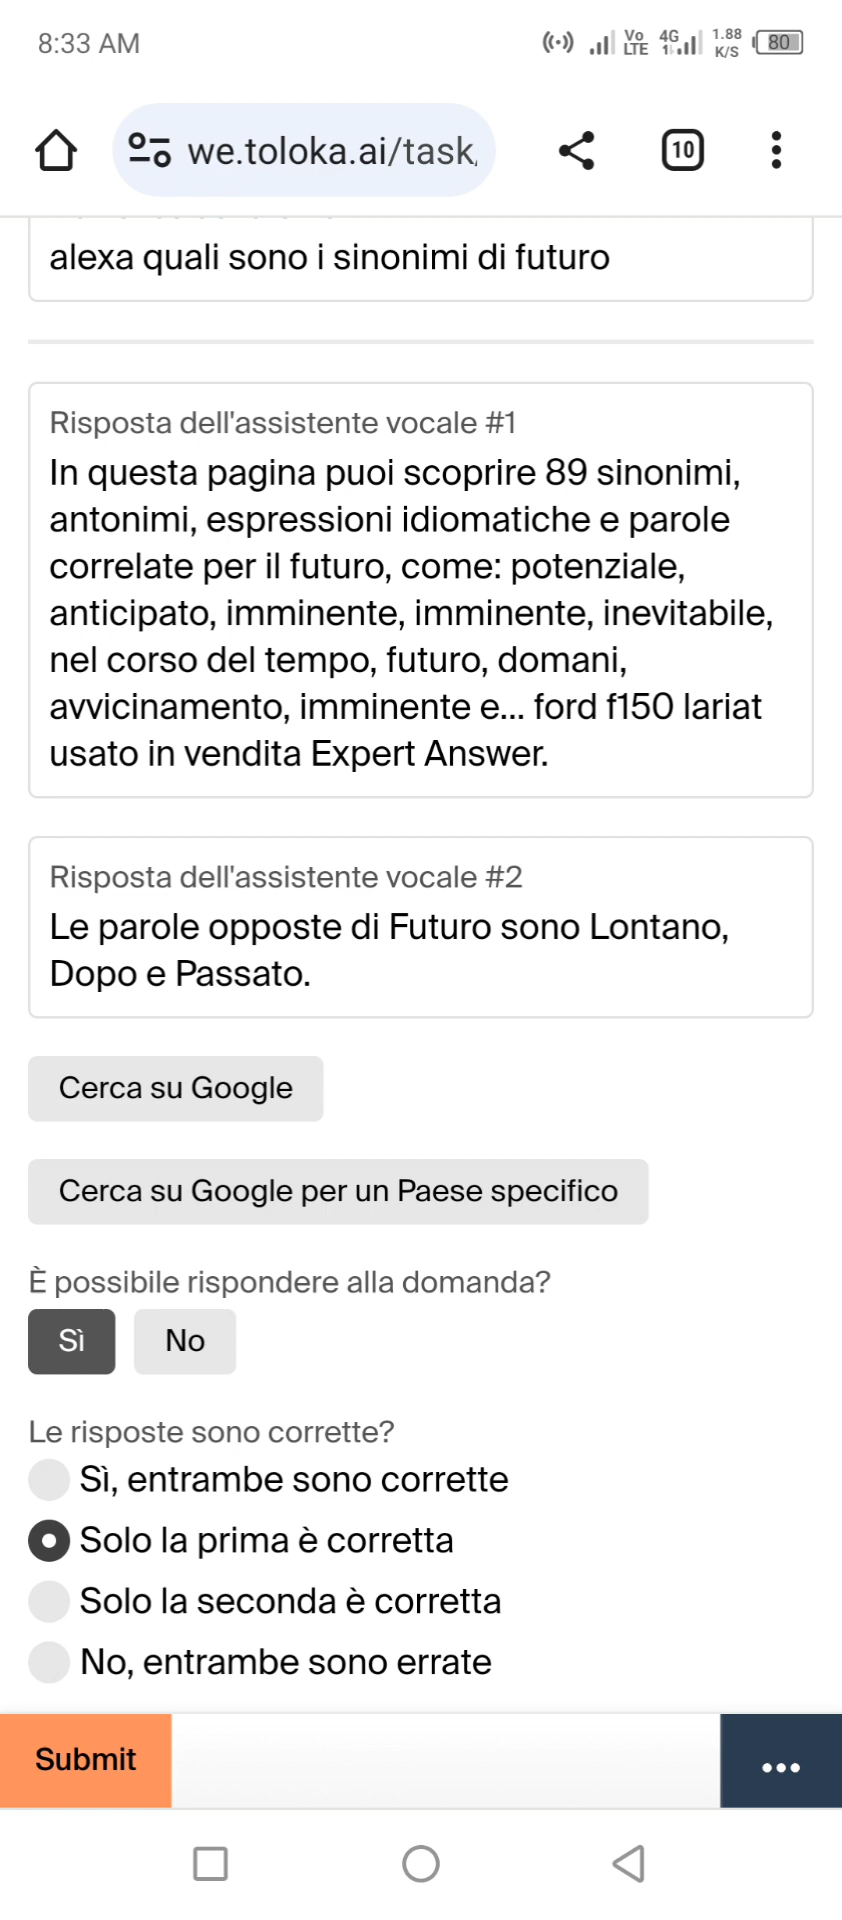 8:33 AM
Vo LTE 4G 1.88 K/S 80
we.toloka.ai/task,
10
alexa quali sono i sinonimi di futuro
Risposta dell'assistente vocale #1
In questa pagina puoi scoprire 89 sinonimi,
antonimi, espressioni idiomatiche e parole
correlate per il futuro, come: potenziale,
anticipato, imminente, imminente, inevitabile,
nel corso del tempo, futuro, domani,
avvicinamento, imminente e... ford f150 lariat
usato in vendita Expert Answer.
Risposta dell'assistente vocale #2
Le parole opposte di Futuro sono Lontano,
Dopo e Passato.
Cerca su Google
Cerca su Google per un Paese specifico
È possibile rispondere alla domanda?
Sì No
Le risposte sono corrette?
Sì, entrambe sono corrette
Solo la prima è corretta
Solo la seconda è corretta
No, entrambe sono errate
Submit